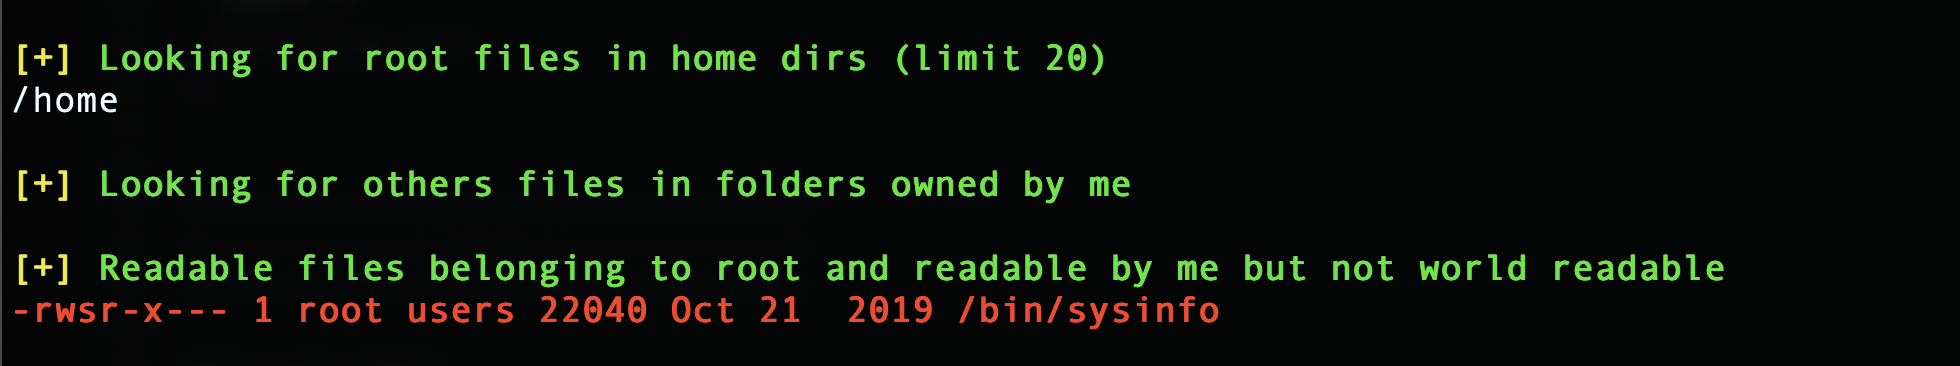 [+] Looking for root files in home dirs (limit 20)
/home
[+] Looking for others files in folders owned by me
[+] Readable files belonging to root and readable by me but not world readable
-rwsr-x--- 1 root users 22040 Oct 21  2019 /bin/sysinfo